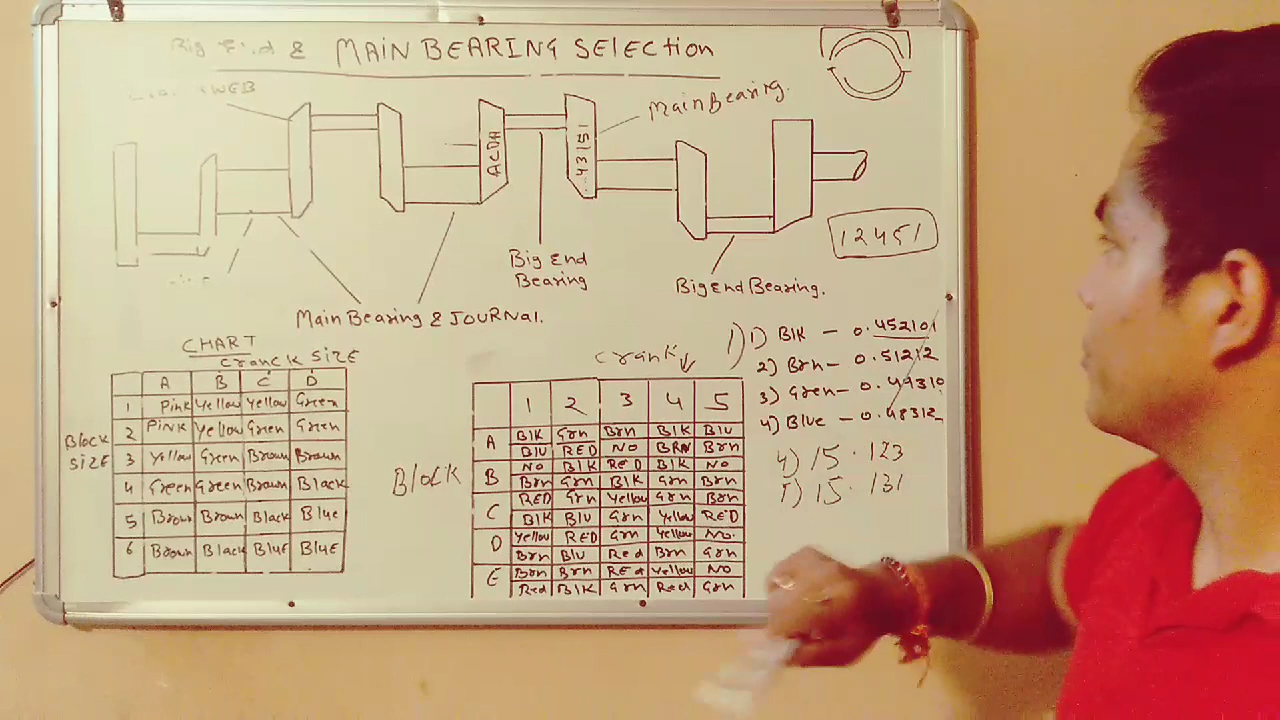 Big End & MAIN BEARING SELECTION
WEB
Main Bearing.
ACDA
43151
12451
Big End
Bearing
Big End Bearing.
Main Bearing & JOURNAL.
CHART
CRANCK SIZE
A B C D
Block
SIZE
1 Pink Yellow Yellow Green
2 PINK Yellow Green Green
3 Yellow Green Brown Brown
4 Green Green Brown Black
5 Brown Brown Black Blue
6 Brown Black BluE BluE
Crank
Block
1 2 3 4 5
A Blk Grn Brn Blk Blu
Blu RED NO BRN Brn
B NO Blk RED Blk No
Brn Grn Blk Grn Brn
C RED Grn Yellow Grn Brn
Blk Blu Grn Yellow RED
D Yellow RED Grn Yellow No.
Brn Blu Red Brn Grn
E Brn Brn REd Yellow NO
Red Blk Grn Red Grn
1) 1) Blk - 0.452101
2) Brn - 0.51212
3) Gren - 0.49310
4) Blue - 0.48312
4) 15.123
5) 15.131